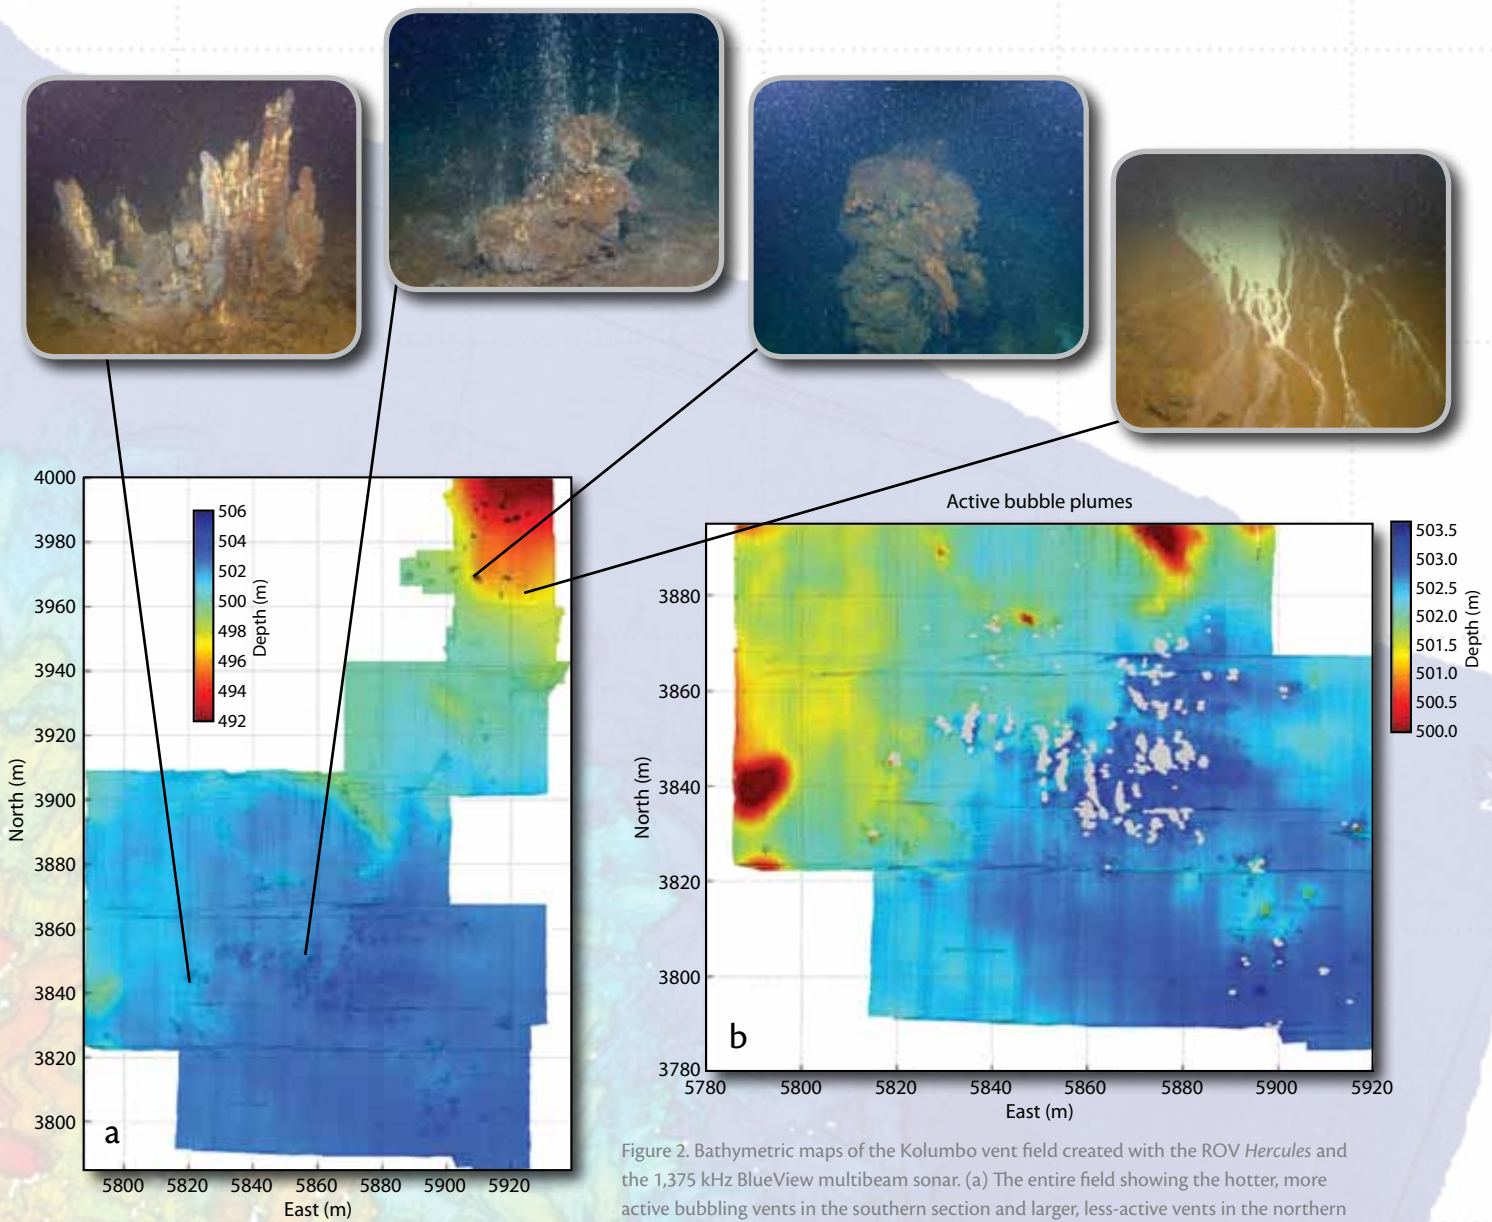 4000
3980
3960
3940
3920
3900
3880
3860
3840
3820
3800
North (m)
506
504
502
500
498
496
494
492
Depth (m)
a
5800 5820 5840 5860 5880 5900 5920
East (m)
Active bubble plumes
3880
3860
3840
3820
3800
3780
North (m)
b
5780 5800 5820 5840 5860 5880 5900 5920
East (m)
503.5
503.0
502.5
502.0
501.5
501.0
500.5
500.0
Depth (m)
Figure 2. Bathymetric maps of the Kolumbo vent field created with the ROV Hercules and
the 1,375 kHz BlueView multibeam sonar. (a) The entire field showing the hotter, more
active bubbling vents in the southern section and larger, less-active vents in the northern